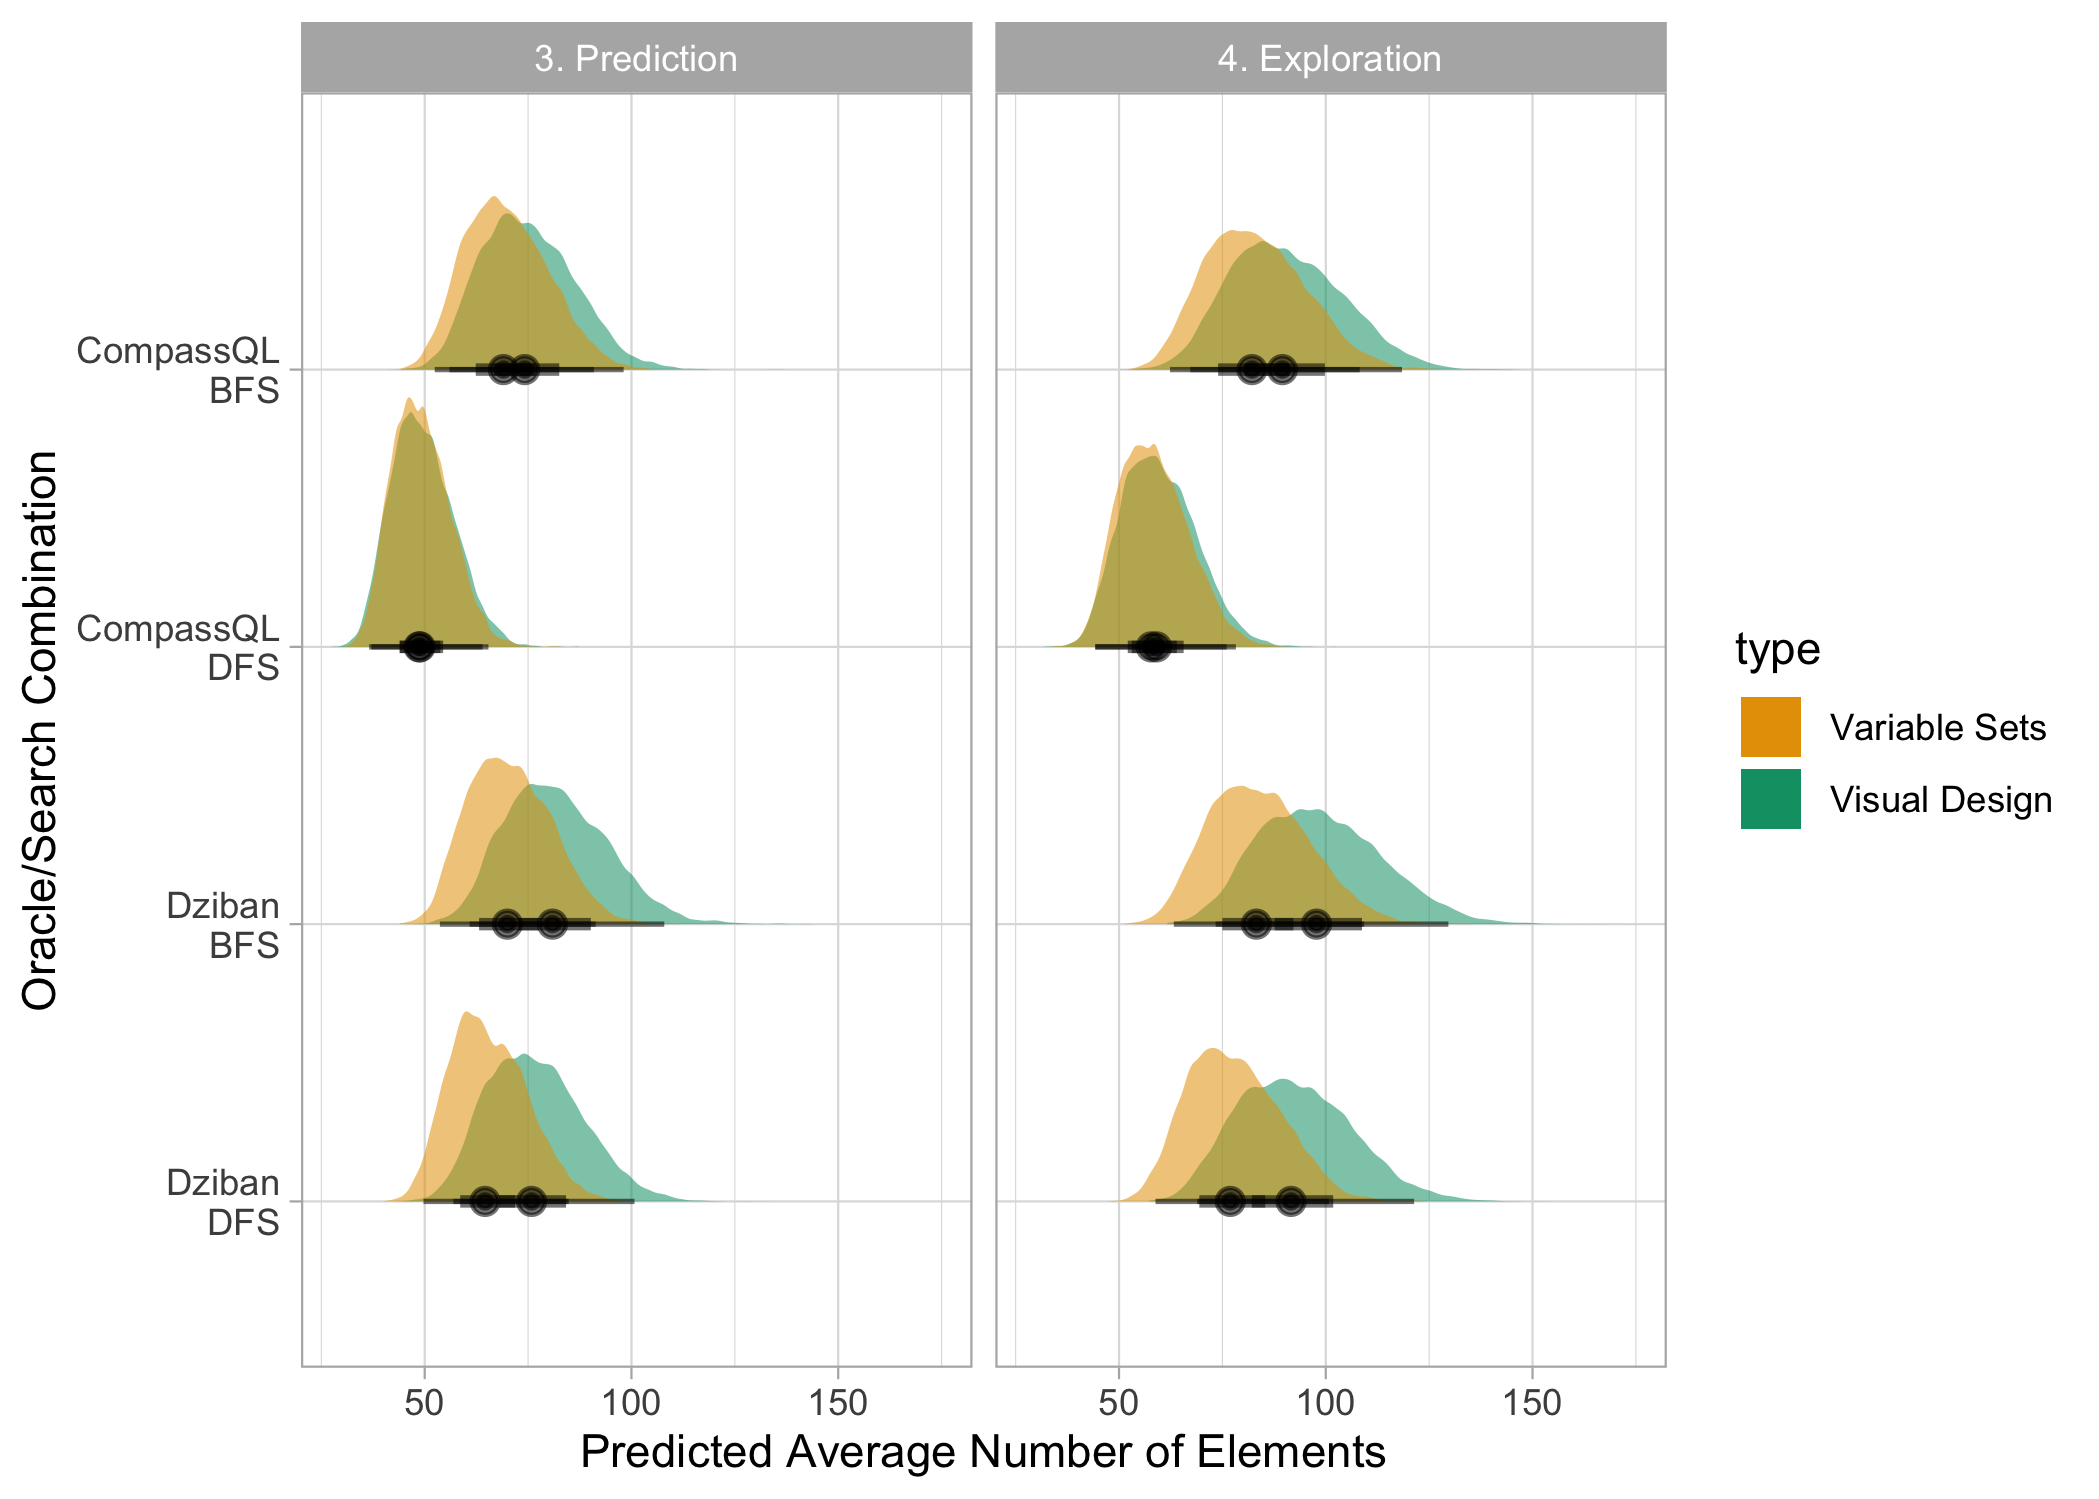 3. Prediction
4. Exploration
Oracle/Search Combination
CompassQL
BFS
CompassQL
DFS
Dziban
BFS
Dziban
DFS
50
100
150
50
100
150
Predicted Average Number of Elements
type
Variable Sets
Visual Design